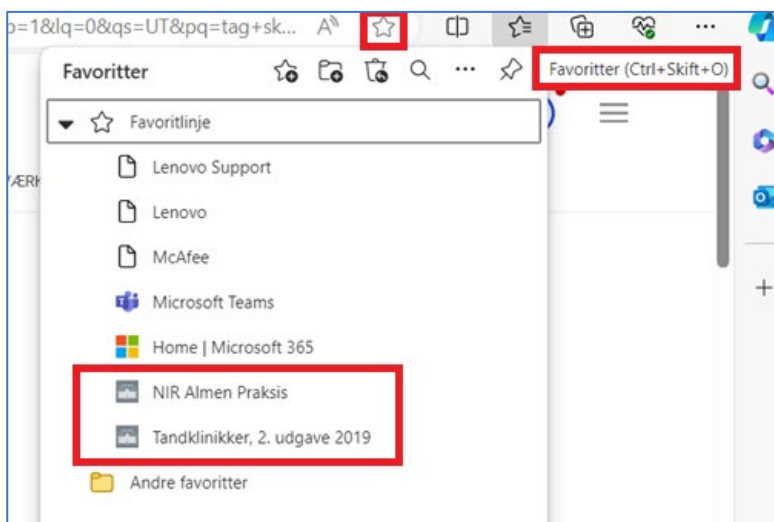 p=1&lq=0&qs=UT&pq=tag+sk...
Favoritter
Favoritter (Ctrl+Skift+O)
Favoritlinje
Lenovo Support
Lenovo
McAfee
Microsoft Teams
Home | Microsoft 365
NIR Almen Praksis
Tandklinikker, 2. udgave 2019
Andre favoritter